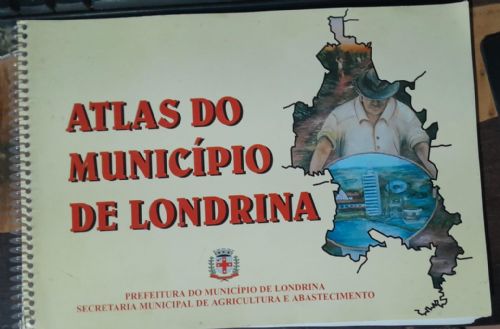 ATLAS DO
MUNICÍPIO
DE LONDRINA
PREFEITURA DO MUNICÍPIO DE LONDRINA
SECRETARIA MUNICIPAL DE AGRICULTURA E ABASTECIMENTO